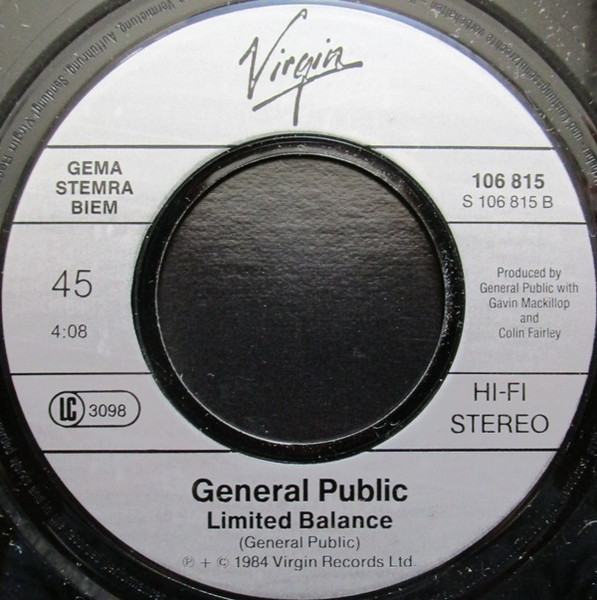 Virgin
GEMA
STEMRA
BIEM
106 815
S 106 815 B
45
4:08
Produced by
General Public with
Gavin Mackillop
and
Colin Fairley
LC 3098
HI-FI
STEREO
General Public
Limited Balance
(General Public)
℗ + © 1984 Virgin Records Ltd.